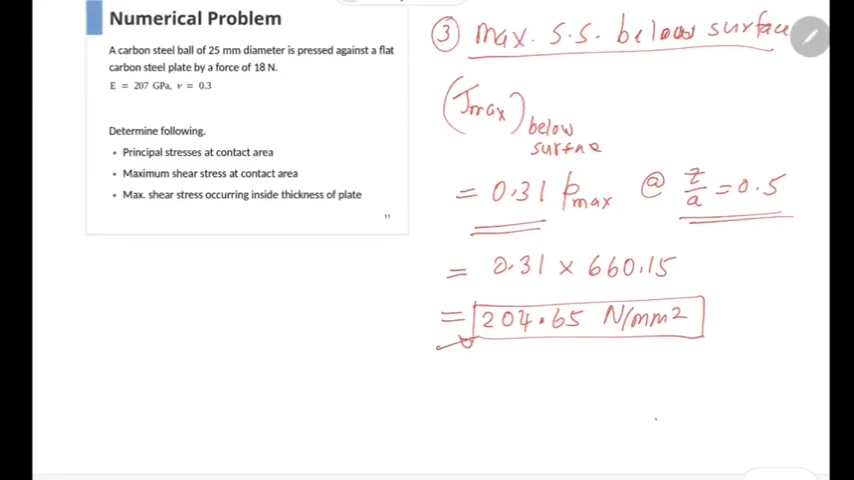 Numerical Problem
A carbon steel ball of 25 mm diameter is pressed against a flat
carbon steel plate by a force of 18 N.
E = 207 GPa, ν = 0.3
Determine following.
• Principal stresses at contact area
• Maximum shear stress at contact area
• Max. shear stress occurring inside thickness of plate
11
③ max. s.s. below surface
(τmax) below
surface
= 0.31 pmax @ z/a = 0.5
= 0.31 × 660.15
= 204.65 N/mm²